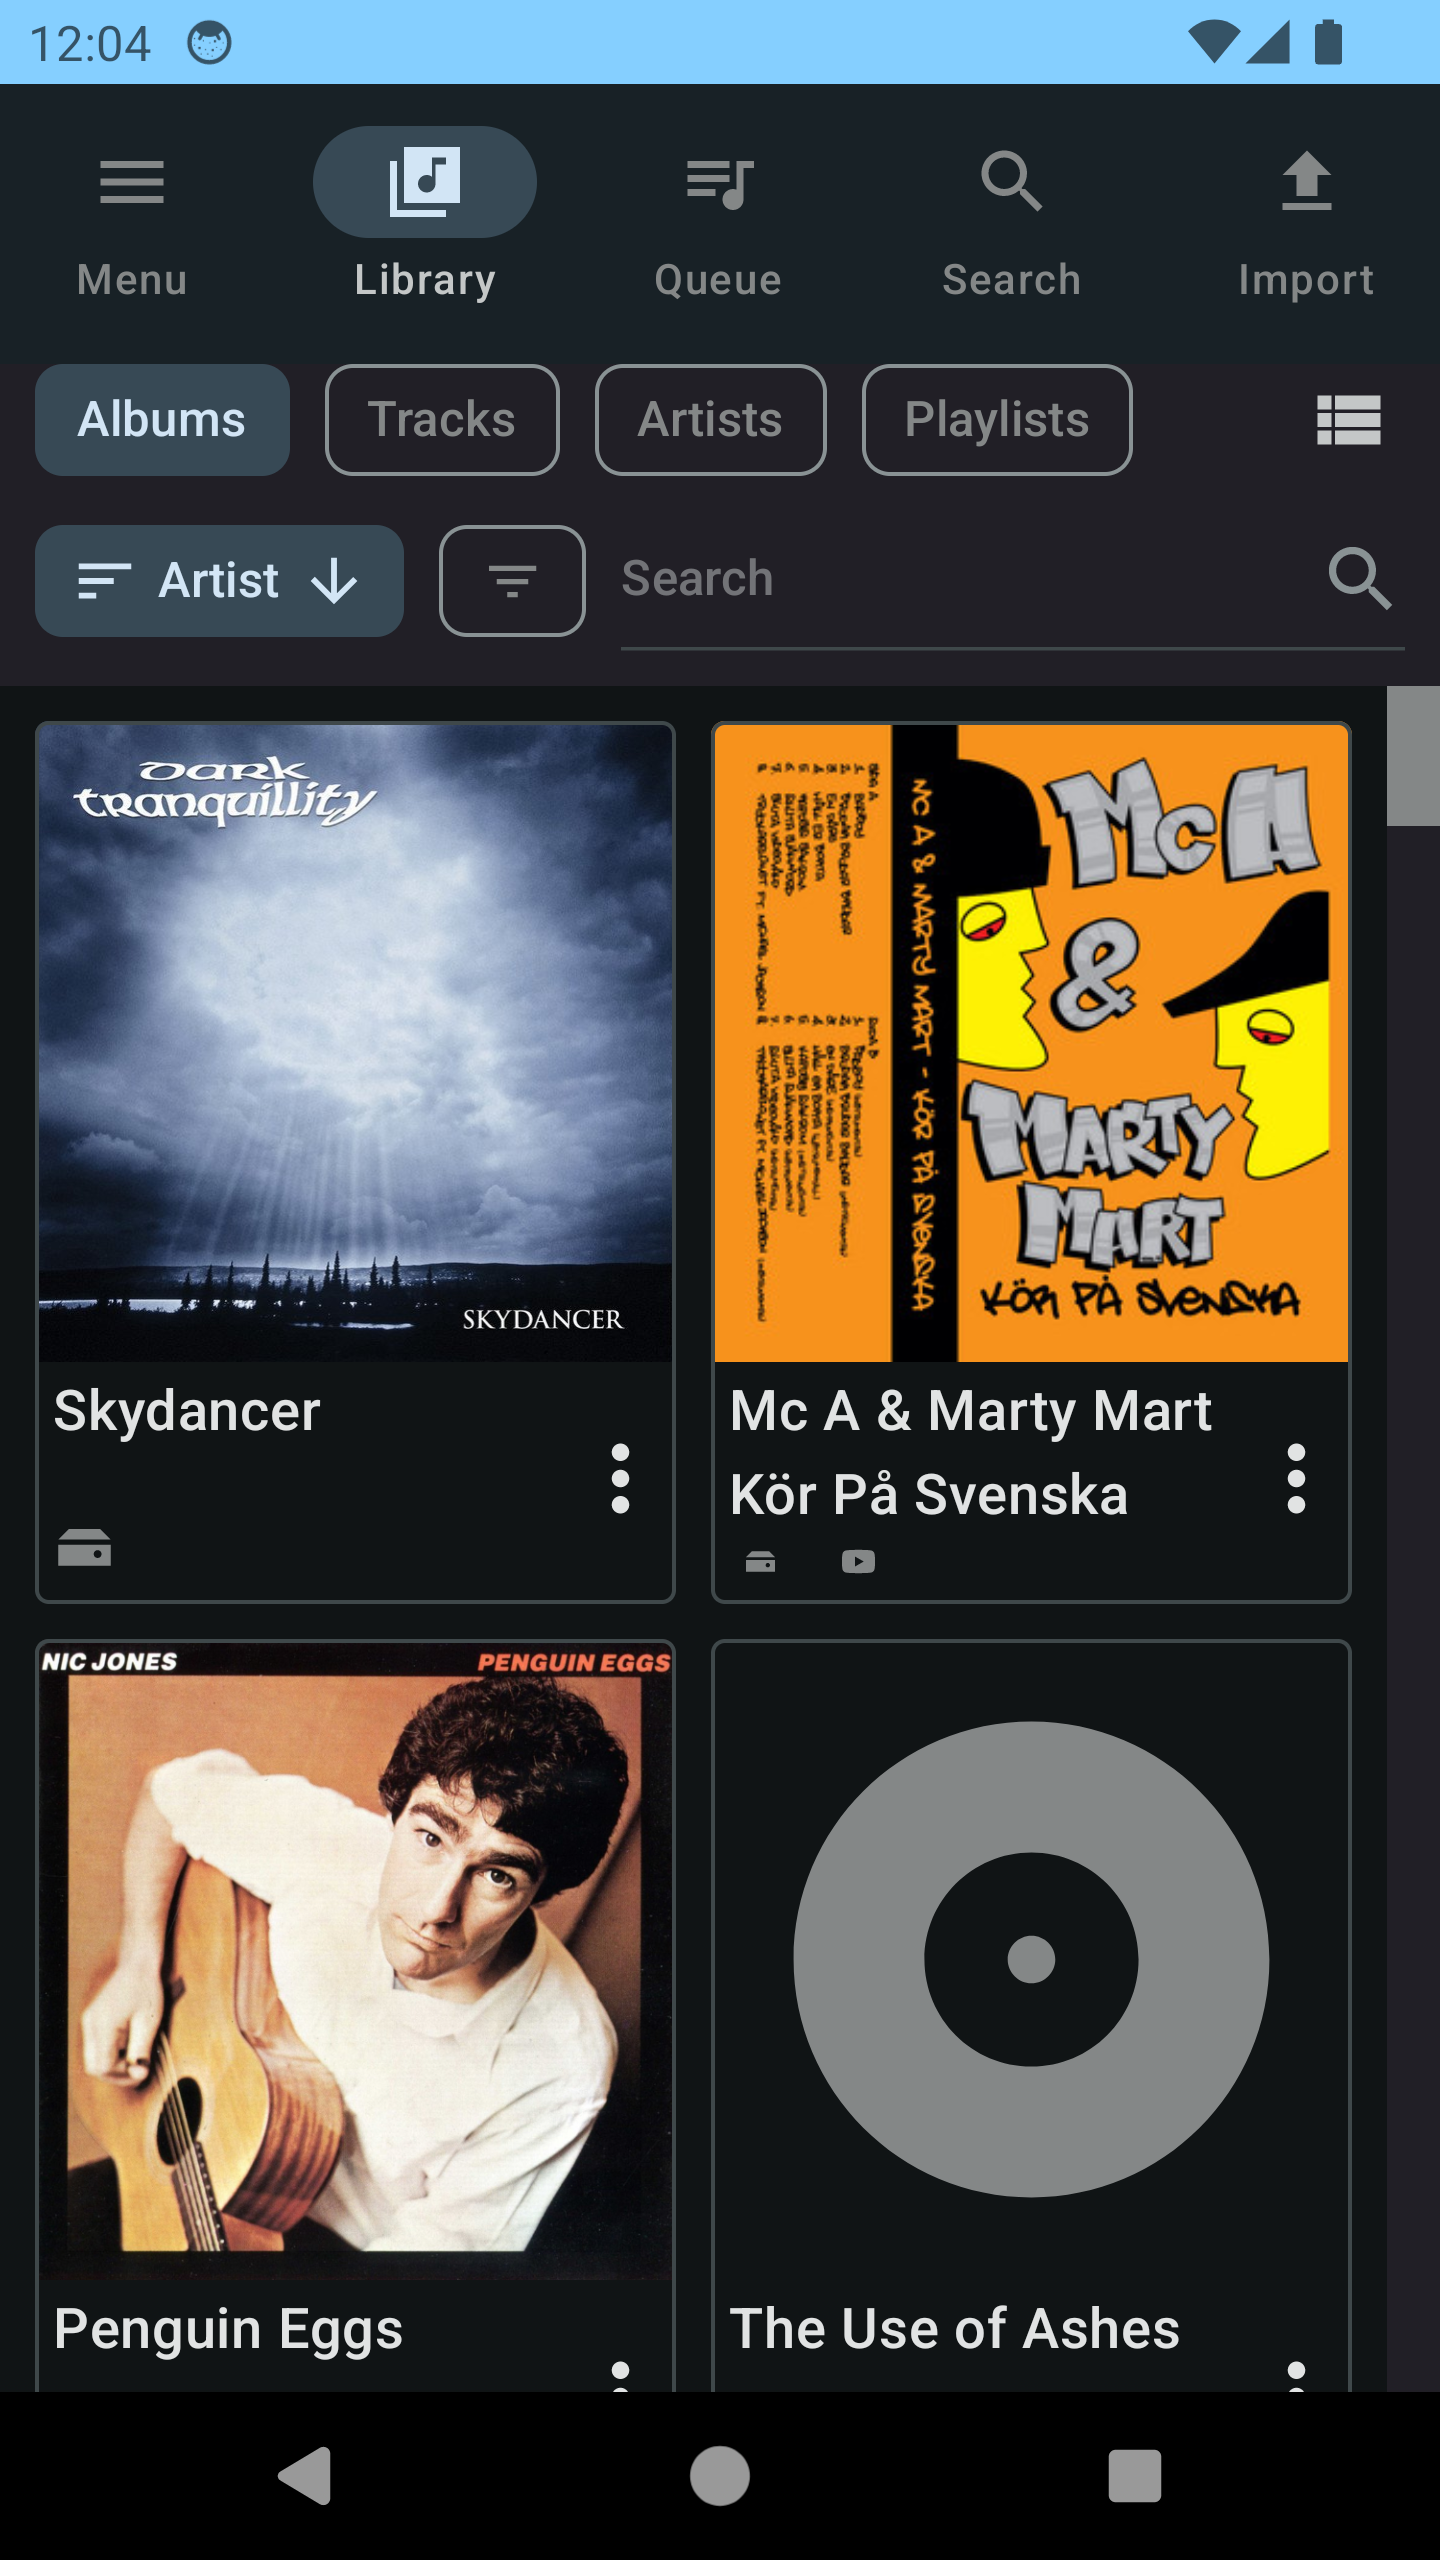 12:04
Menu
Library
Queue
Search
Import
Albums
Tracks
Artists
Playlists
Artist
Search
DARK
TRANQUILLITY
SKYDANCER
MC A & MARTY MART - KÖR PÅ SVENSKA
McA
&
MARTY
MART
KÖR PÅ SVENSKA
Skydancer
Mc A & Marty Mart
Kör På Svenska
NIC JONES
PENGUIN EGGS
Penguin Eggs
The Use of Ashes